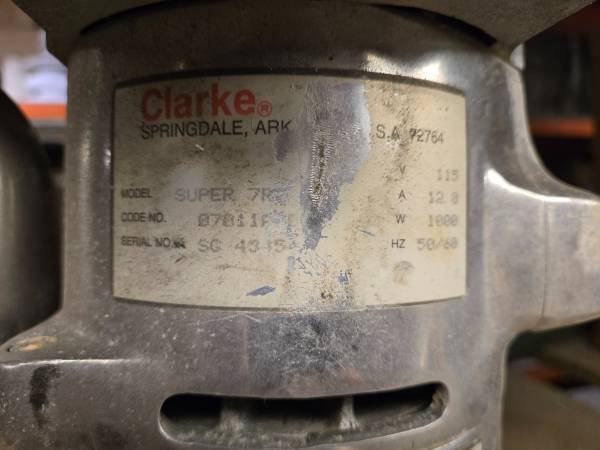 Clarke®
SPRINGDALE, ARK S.A. 72764
V 115
MODEL SUPER 7R A 12.0
CODE NO. 07011 W 1000
SERIAL NO. SG 4345 HZ 50/60